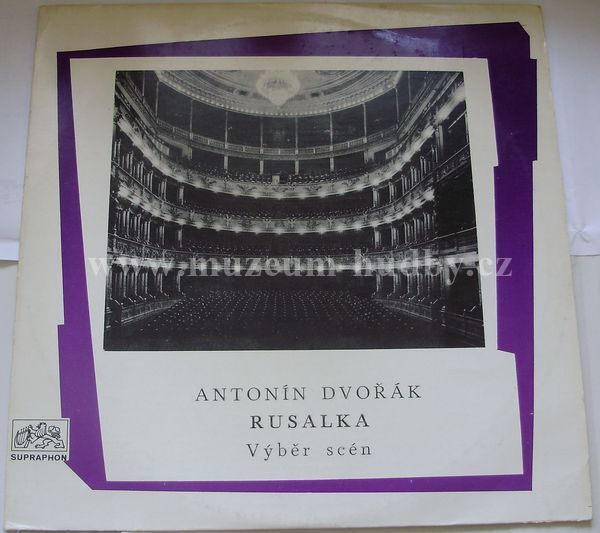 www.muzeum-hudby.cz
ANTONÍN DVOŘÁK
RUSALKA
Výběr scén
SUPRAPHON